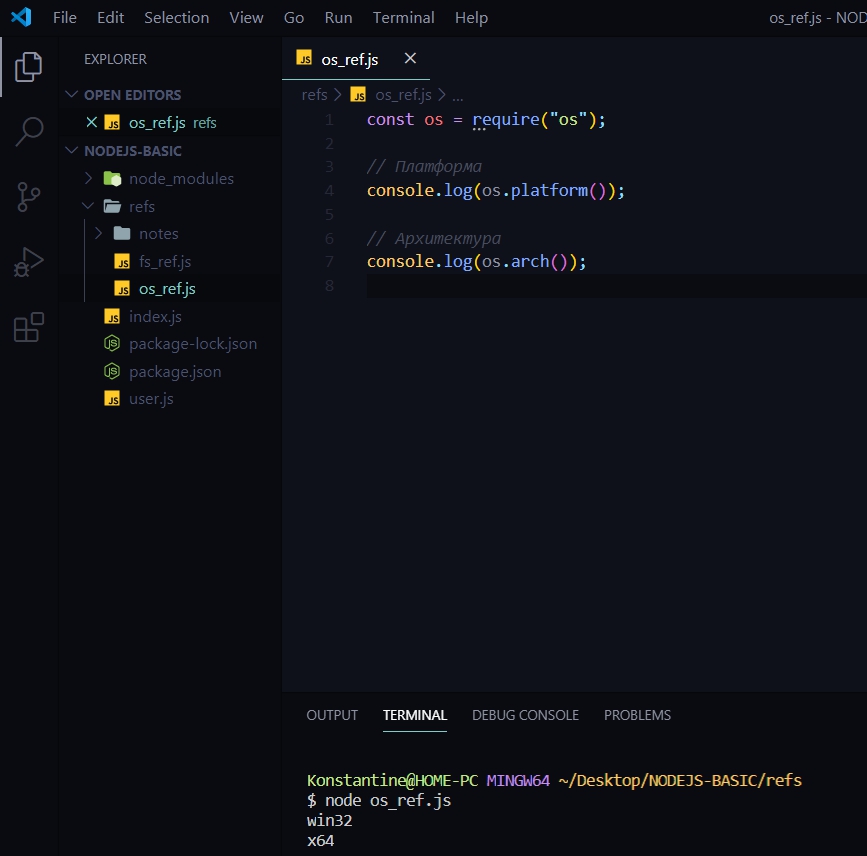 File Edit Selection View Go Run Terminal Help os_ref.js - NOD
EXPLORER
OPEN EDITORS
JS os_ref.js refs
NODEJS-BASIC
node_modules
refs
notes
JS fs_ref.js
JS os_ref.js
JS index.js
JS package-lock.json
JS package.json
JS user.js
JS os_ref.js
refs > JS os_ref.js > ...
1 const os = require("os");
2
3 // Платформа
4 console.log(os.platform());
5
6 // Архитектура
7 console.log(os.arch());
8
OUTPUT TERMINAL DEBUG CONSOLE PROBLEMS
Konstantine@HOME-PC MINGW64 ~/Desktop/NODEJS-BASIC/refs
$ node os_ref.js
win32
x64